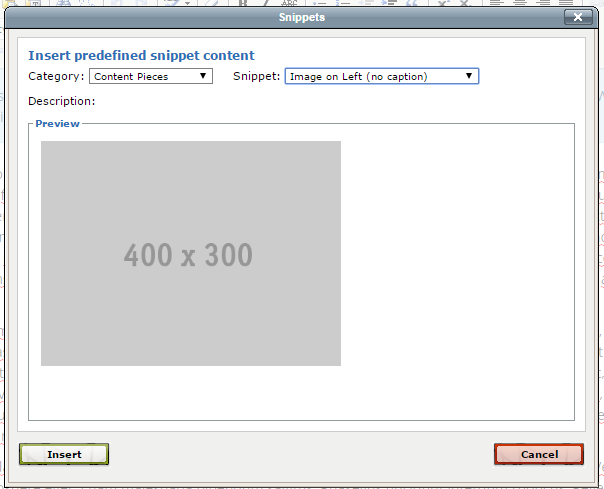 Snippets
Insert predefined snippet content
Category: Content Pieces Snippet: Image on Left (no caption)
Description:
Preview
400 x 300
Insert Cancel